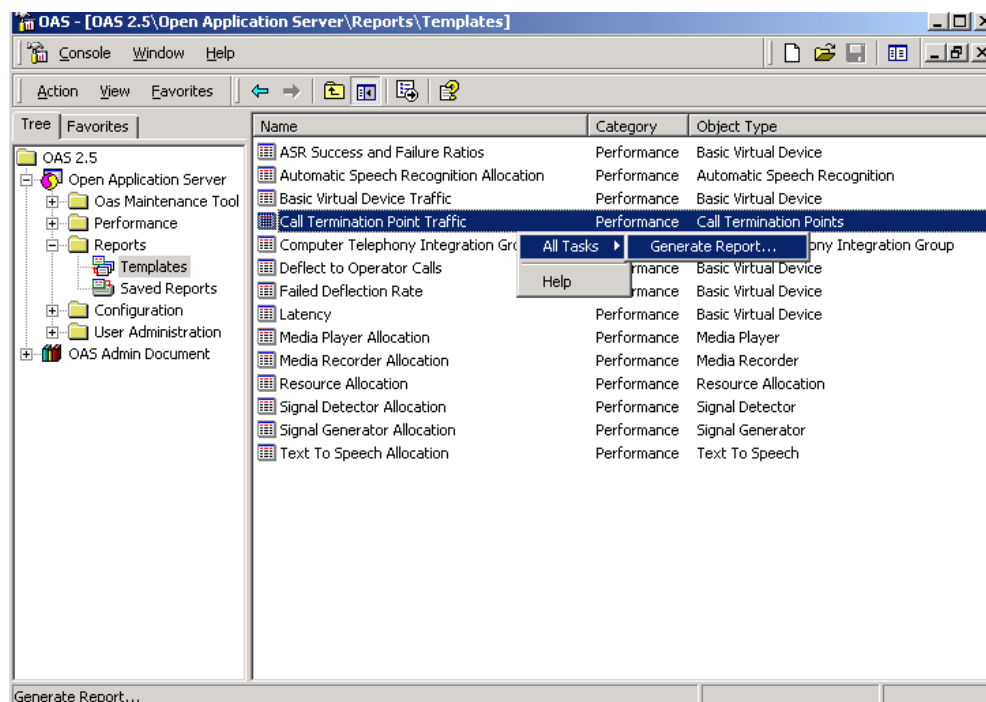 OAS - [OAS 2.5\Open Application Server\Reports\Templates]
Console Window Help
Action View Favorites
Tree Favorites
OAS 2.5
Open Application Server
Oas Maintenance Tool
Performance
Reports
Templates
Saved Reports
Configuration
User Administration
OAS Admin Document
Name Category Object Type
ASR Success and Failure Ratios Performance Basic Virtual Device
Automatic Speech Recognition Allocation Performance Automatic Speech Recognition
Basic Virtual Device Traffic Performance Basic Virtual Device
Call Termination Point Traffic Performance Call Termination Points
Computer Telephony Integration Gro All Tasks Generate Report... ony Integration Group
Deflect to Operator Calls rmance Basic Virtual Device
Help
Failed Deflection Rate rmance Basic Virtual Device
Latency Performance Basic Virtual Device
Media Player Allocation Performance Media Player
Media Recorder Allocation Performance Media Recorder
Resource Allocation Performance Resource Allocation
Signal Detector Allocation Performance Signal Detector
Signal Generator Allocation Performance Signal Generator
Text To Speech Allocation Performance Text To Speech
Generate Report...